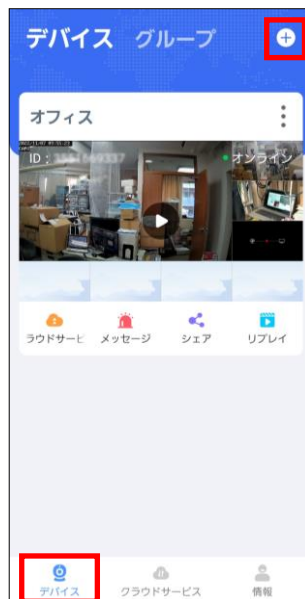 デバイス グループ
オフィス
ID :
オンライン
ラウドサービ メッセージ シェア リプレイ
デバイス クラウドサービス 情報